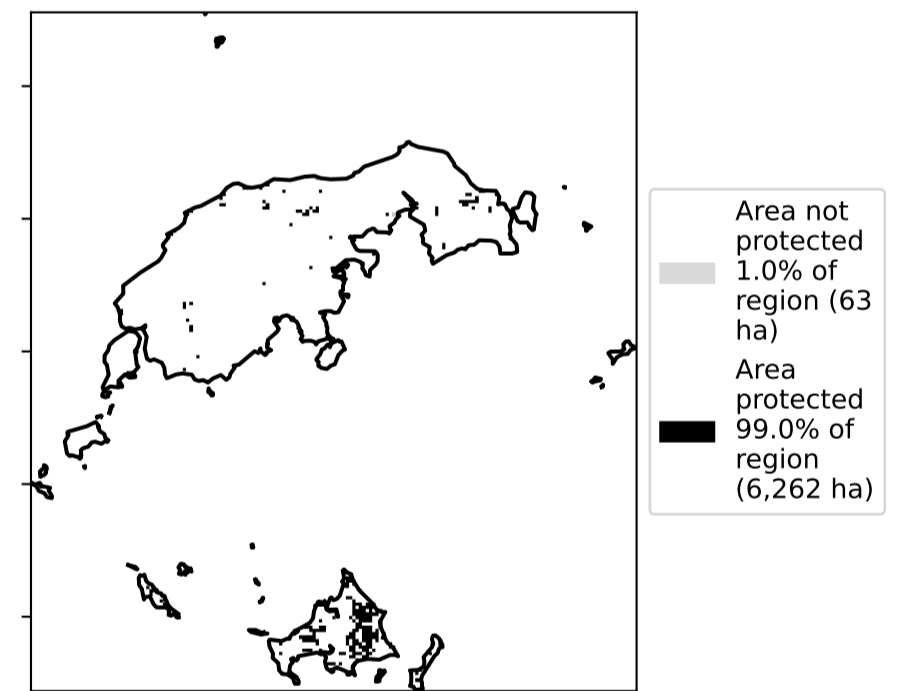 Area not
protected
1.0% of
region (63
ha)
Area
protected
99.0% of
region
(6,262 ha)